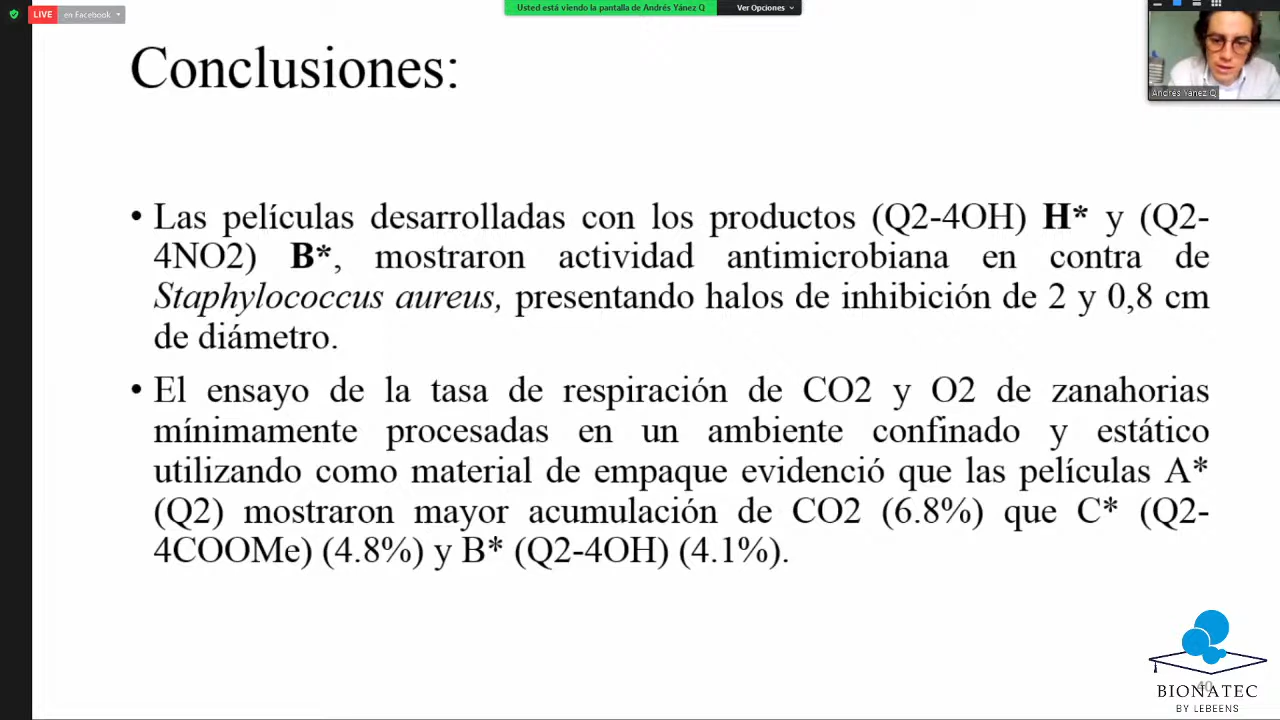 LIVE en Facebook
Usted está viendo la pantalla de Andrés Yánez Q Ver Opciones
Andrés Yánez Q
Conclusiones:
• Las películas desarrolladas con los productos (Q2-4OH) H* y (Q2-
4NO2) B*, mostraron actividad antimicrobiana en contra de
Staphylococcus aureus, presentando halos de inhibición de 2 y 0,8 cm
de diámetro.
• El ensayo de la tasa de respiración de CO2 y O2 de zanahorias
mínimamente procesadas en un ambiente confinado y estático
utilizando como material de empaque evidenció que las películas A*
(Q2) mostraron mayor acumulación de CO2 (6.8%) que C* (Q2-
4COOMe) (4.8%) y B* (Q2-4OH) (4.1%).
40
BIONATEC
BY LEBEENS